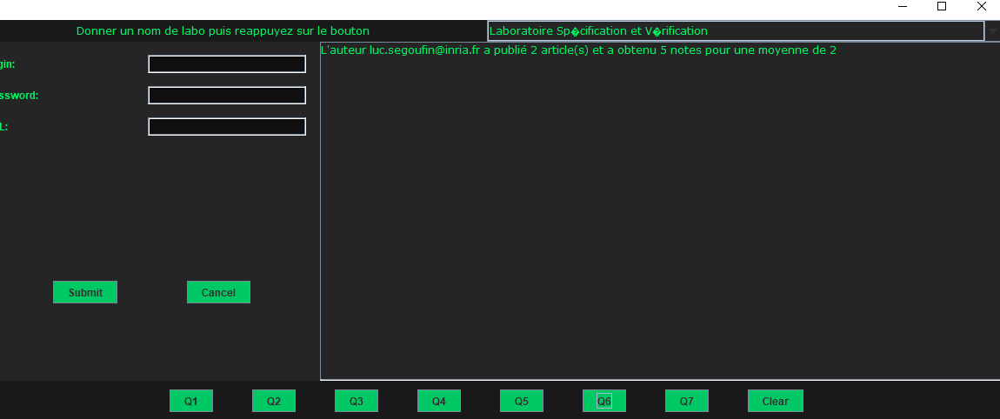 Donner un nom de labo puis reappuyez sur le bouton
Laboratoire Sp�cification et V�rification
gin:
L'auteur luc.segoufin@inria.fr a publié 2 article(s) et a obtenu 5 notes pour une moyenne de 2
ssword:
L:
Submit
Cancel
Q1
Q2
Q3
Q4
Q5
Q6
Q7
Clear